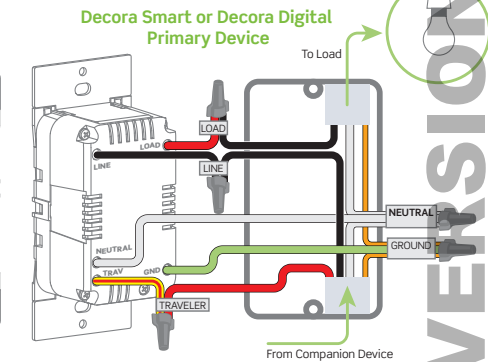 Decora Smart or Decora Digital
Primary Device
To Load
LOAD
LOAD
LINE
LINE
NEUTRAL
GROUND
NEUTRAL
TRAV
GND
TRAVELER
From Companion Device
VERSION